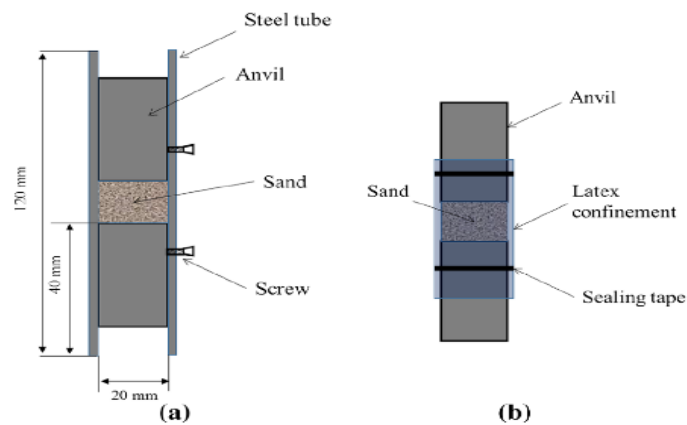 Steel tube
Anvil
Sand
Screw
120 mm
40 mm
20 mm
(a)
Anvil
Sand
Latex
confinement
Sealing tape
(b)